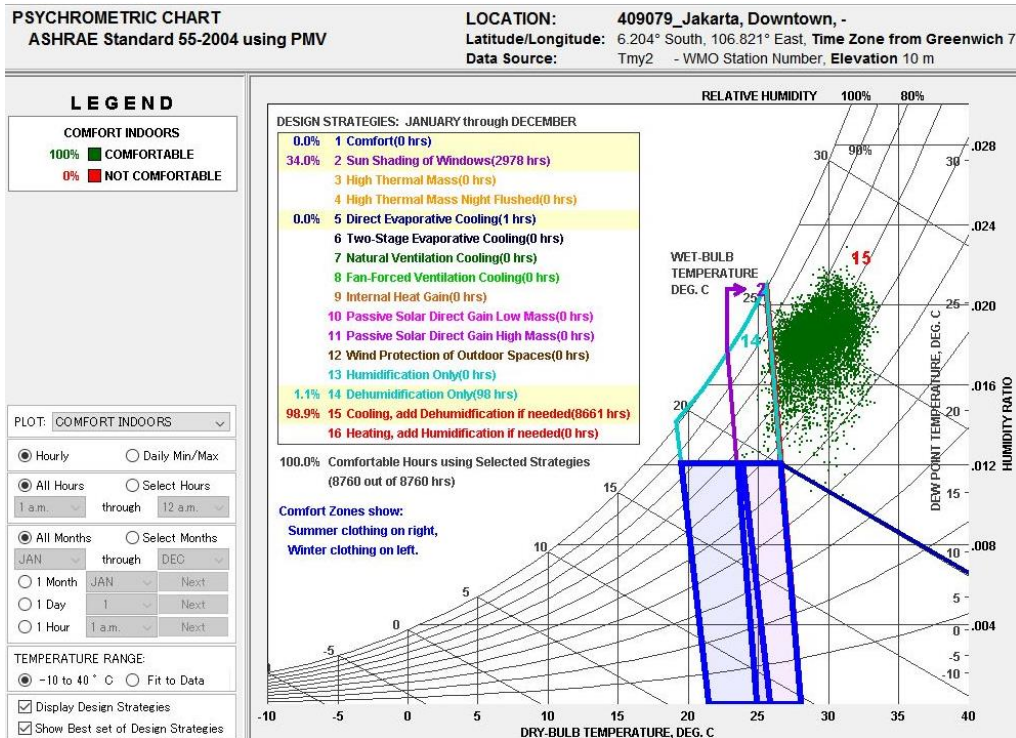 PSYCHROMETRIC CHART
ASHRAE Standard 55-2004 using PMV
LOCATION: 409079_Jakarta, Downtown, -
Latitude/Longitude: 6.204° South, 106.821° East, Time Zone from Greenwich 7
Data Source: Tmy2 - WMO Station Number, Elevation 10 m
LEGEND
COMFORT INDOORS
100% COMFORTABLE
0% NOT COMFORTABLE
PLOT: COMFORT INDOORS
Hourly Daily Min/Max
All Hours Select Hours
1 a.m. through 12 a.m.
All Months Select Months
JAN through DEC
1 Month JAN Next
1 Day 1 Next
1 Hour 1 a.m. Next
TEMPERATURE RANGE:
-10 to 40 ° C Fit to Data
Display Design Strategies
Show Best set of Design Strategies
DESIGN STRATEGIES: JANUARY through DECEMBER
0.0% 1 Comfort(0 hrs)
34.0% 2 Sun Shading of Windows(2978 hrs)
3 High Thermal Mass(0 hrs)
4 High Thermal Mass Night Flushed(0 hrs)
0.0% 5 Direct Evaporative Cooling(1 hrs)
6 Two-Stage Evaporative Cooling(0 hrs)
7 Natural Ventilation Cooling(0 hrs)
8 Fan-Forced Ventilation Cooling(0 hrs)
9 Internal Heat Gain(0 hrs)
10 Passive Solar Direct Gain Low Mass(0 hrs)
11 Passive Solar Direct Gain High Mass(0 hrs)
12 Wind Protection of Outdoor Spaces(0 hrs)
13 Humidification Only(0 hrs)
1.1% 14 Dehumidification Only(98 hrs)
98.9% 15 Cooling, add Dehumidfication if needed(8661 hrs)
16 Heating, add Humidification if needed(0 hrs)
100.0% Comfortable Hours using Selected Strategies
(8760 out of 8760 hrs)
Comfort Zones show:
Summer clothing on right,
Winter clothing on left.
RELATIVE HUMIDITY 100% 80%
90%
WET-BULB
TEMPERATURE
DEG. C
30
25
20
15
10
5
0
-5
2
14
15
DEW POINT TEMPERATURE, DEG. C
30
25
20
15
10
5
0
-5
-10
HUMIDITY RATIO
.028
.024
.020
.016
.012
.008
.004
-10 -5 0 5 10 15 20 25 30 35 40
DRY-BULB TEMPERATURE, DEG. C